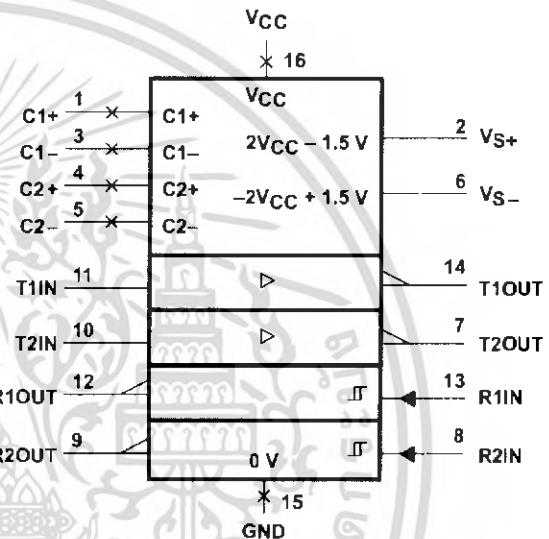 VCC
16
1
C1+
C1+
VCC
3
C1–
C1–
2VCC – 1.5 V
2
VS+
4
C2+
C2+
–2VCC + 1.5 V
6
VS–
5
C2–
C2–
11
T1IN
14
T1OUT
10
T2IN
7
T2OUT
12
R1OUT
13
R1IN
9
R2OUT
8
R2IN
0 V
15
GND